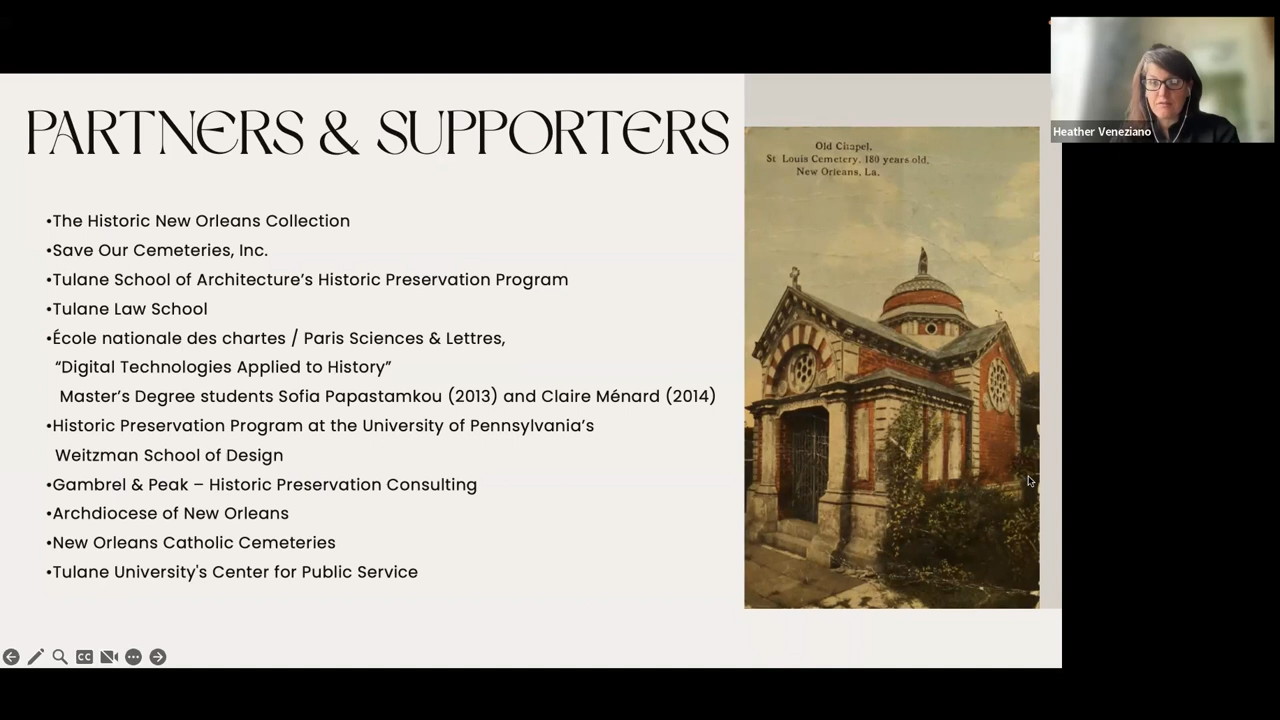 PARTNERS & SUPPORTERS
•The Historic New Orleans Collection
•Save Our Cemeteries, Inc.
•Tulane School of Architecture’s Historic Preservation Program
•Tulane Law School
•École nationale des chartes / Paris Sciences & Lettres,
“Digital Technologies Applied to History”
Master’s Degree students Sofia Papastamkou (2013) and Claire Ménard (2014)
•Historic Preservation Program at the University of Pennsylvania’s
Weitzman School of Design
•Gambrel & Peak – Historic Preservation Consulting
•Archdiocese of New Orleans
•New Orleans Catholic Cemeteries
•Tulane University's Center for Public Service
Old Chapel,
St Louis Cemetery, 180 years old,
New Orleans, La.
Heather Veneziano
CC